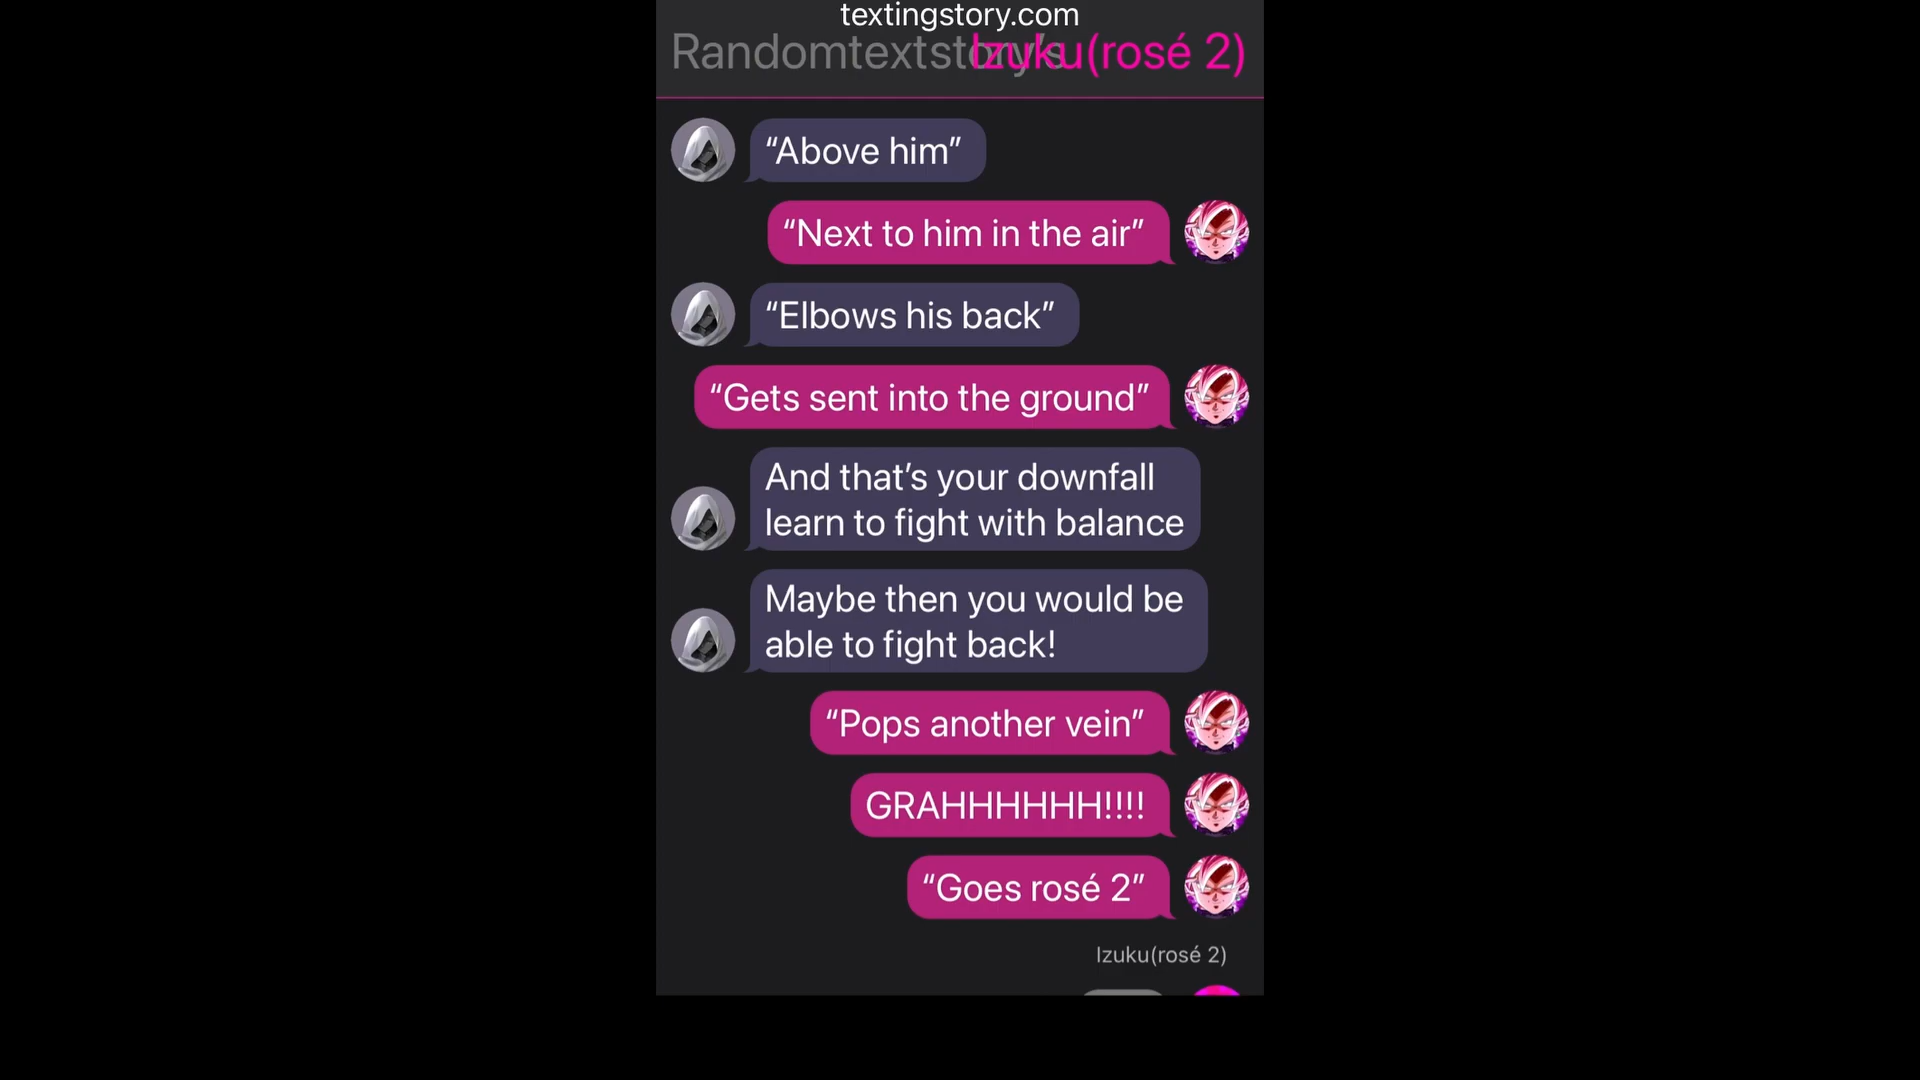 textingstory.com
Randomtextstory's
Izuku(rosé 2)
“Above him”
“Next to him in the air”
“Elbows his back”
“Gets sent into the ground”
And that’s your downfall
learn to fight with balance
Maybe then you would be
able to fight back!
“Pops another vein”
GRAHHHHHH!!!!
“Goes rosé 2”
Izuku(rosé 2)